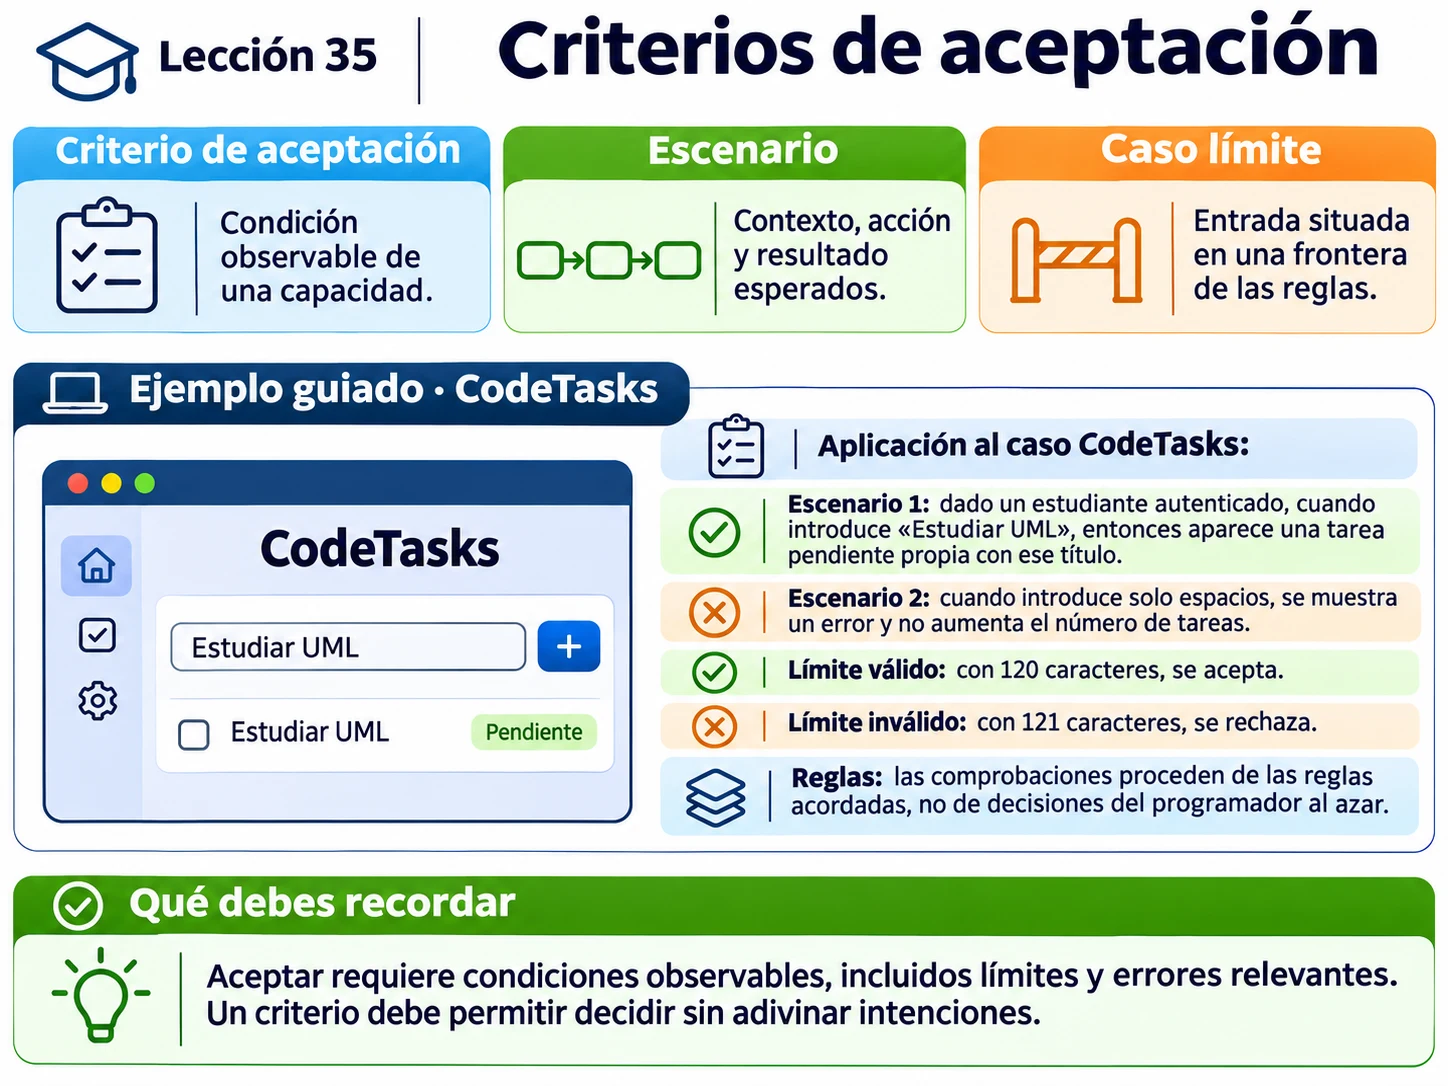 Lección 35
Criterios de aceptación
Criterio de aceptación
Condición
observable de
una capacidad.
Escenario
Contexto, acción
y resultado
esperados.
Caso límite
Entrada situada
en una frontera
de las reglas.
Ejemplo guiado · CodeTasks
CodeTasks
Estudiar UML
Estudiar UML
Pendiente
Aplicación al caso CodeTasks:
Escenario 1: dado un estudiante autenticado, cuando
introduce «Estudiar UML», entonces aparece una tarea
pendiente propia con ese título.
Escenario 2: cuando introduce solo espacios, se muestra
un error y no aumenta el número de tareas.
Límite válido: con 120 caracteres, se acepta.
Límite inválido: con 121 caracteres, se rechaza.
Reglas: las comprobaciones proceden de las reglas
acordadas, no de decisiones del programador al azar.
Qué debes recordar
Aceptar requiere condiciones observables, incluidos límites y errores relevantes.
Un criterio debe permitir decidir sin adivinar intenciones.